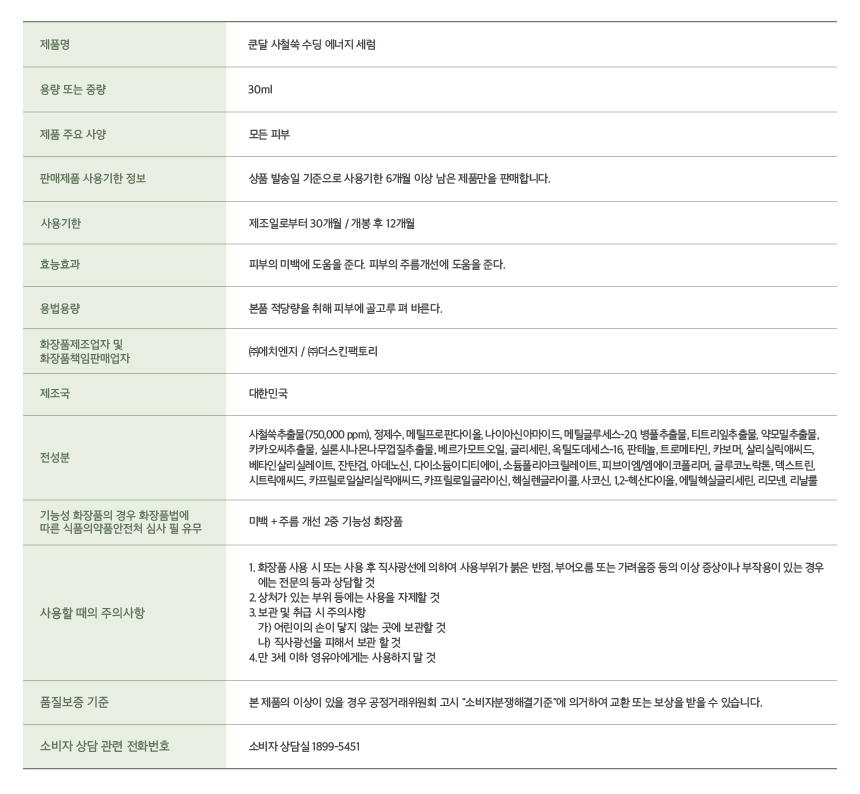 제품명
쿤달 사철쑥 수딩 에너지 세럼
용량 또는 중량
30ml
제품 주요 사양
모든 피부
판매제품 사용기한 정보
상품 발송일 기준으로 사용기한 6개월 이상 남은 제품만을 판매합니다.
사용기한
제조일로부터 30개월 / 개봉 후 12개월
효능효과
피부의 미백에 도움을 준다. 피부의 주름개선에 도움을 준다.
용법용량
본품 적당량을 취해 피부에 골고루 펴 바른다.
화장품제조업자 및
화장품책임판매업자
㈜에치엔지 / ㈜더스킨팩토리
제조국
대한민국
전성분
사철쑥추출물(750,000 ppm), 정제수, 메틸프로판다이올, 나이아신아마이드, 메틸글루세스-20, 병풀추출물, 티트리잎추출물, 약모밀추출물,
카카오씨추출물, 실론시나몬나무껍질추출물, 베르가모트오일, 글리세린, 옥틸도데세스-16, 판테놀, 트로메타민, 카보머, 살리실릭애씨드,
베타인살리실레이트, 잔탄검, 아데노신, 다이소듐이디티에이, 소듐폴리아크릴레이트, 피브이엠/엠에이코폴리머, 글루코노락톤, 덱스트린,
시트릭애씨드, 카프릴로일살리실릭애씨드, 카프릴로일글라이신, 헥실렌글라이콜, 사코신, 1,2-헥산다이올, 에틸헥실글리세린, 리모넨, 리날룰
기능성 화장품의 경우 화장품법에
따른 식품의약품안전처 심사 필 유무
미백 + 주름 개선 2중 기능성 화장품
사용할 때의 주의사항
1. 화장품 사용 시 또는 사용 후 직사광선에 의하여 사용부위가 붉은 반점, 부어오름 또는 가려움증 등의 이상 증상이나 부작용이 있는 경우
에는 전문의 등과 상담할 것
2. 상처가 있는 부위 등에는 사용을 자제할 것
3. 보관 및 취급 시 주의사항
가) 어린이의 손이 닿지 않는 곳에 보관할 것
나) 직사광선을 피해서 보관 할 것
4.만 3세 이하 영유아에게는 사용하지 말 것
품질보증 기준
본 제품의 이상이 있을 경우 공정거래위원회 고시 "소비자분쟁해결기준"에 의거하여 교환 또는 보상을 받을 수 있습니다.
소비자 상담 관련 전화번호
소비자 상담실 1899-5451